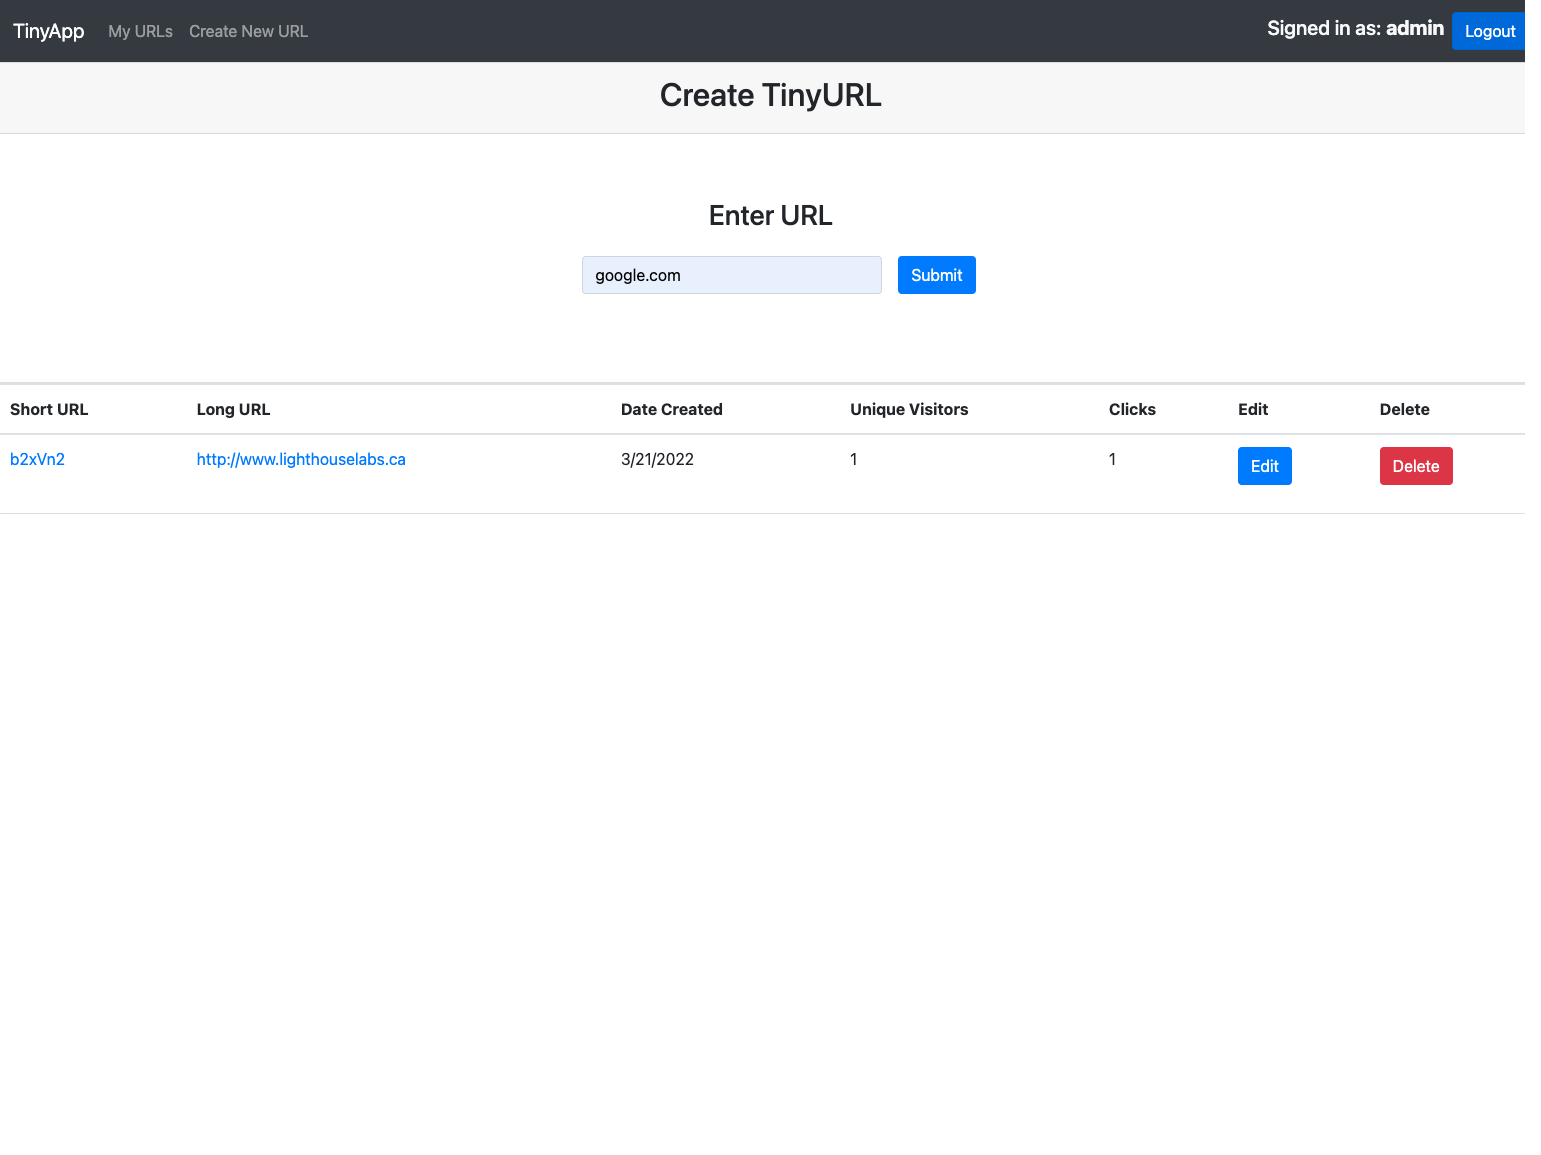 TinyApp My URLs Create New URL Signed in as: admin Logout
Create TinyURL
Enter URL
google.com Submit
Short URL Long URL Date Created Unique Visitors Clicks Edit Delete
b2xVn2 http://www.lighthouselabs.ca 3/21/2022 1 1 Edit Delete